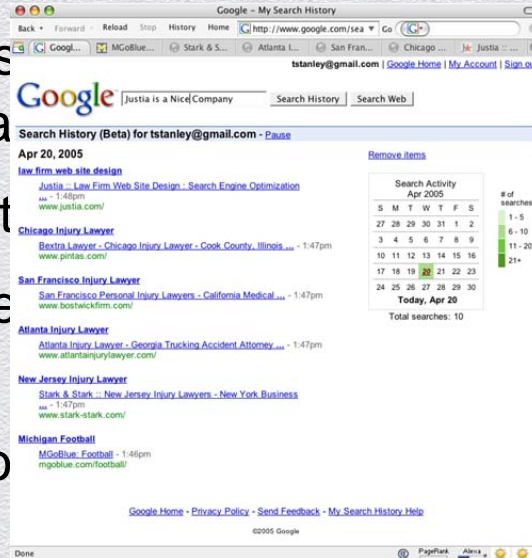 Google - My Search History
Back Forward Reload Stop History Home http://www.google.com/sea Go
Googl... MGoBlue... Stark & S... Atlanta I... San Fran... Chicago ... Justia :: ...
tstanley@gmail.com | Google Home | My Account | Sign ou
Google Justia is a Nice Company Search History Search Web
Search History (Beta) for tstanley@gmail.com - Pause
Apr 20, 2005
Remove items
law firm web site design
Justia :: Law Firm Web Site Design : Search Engine Optimization
... - 1:48pm
www.justia.com/
Chicago Injury Lawyer
Bextra Lawyer - Chicago Injury Lawyer - Cook County, Illinois ... - 1:47pm
www.pintas.com/
San Francisco Injury Lawyer
San Francisco Personal Injury Lawyers - California Medical ... - 1:47pm
www.bostwickfirm.com/
Atlanta Injury Lawyer
Atlanta Injury Lawyer - Georgia Trucking Accident Attorney ... - 1:47pm
www.atlantainjurylawyer.com/
New Jersey Injury Lawyer
Stark & Stark :: New Jersey Injury Lawyers - New York Business
... - 1:47pm
www.stark-stark.com/
Michigan Football
MGoBlue: Football - 1:46pm
mgoblue.com/football/
Search Activity
Apr 2005
S M T W T F S
27 28 29 30 31 1 2
3 4 5 6 7 8 9
10 11 12 13 14 15 16
17 18 19 20 21 22 23
24 25 26 27 28 29 30
Today, Apr 20
Total searches: 10
# of
searches
1 - 5
6 - 10
11 - 20
21+
Google Home - Privacy Policy - Send Feedback - My Search History Help
©2005 Google
Done PageRank Alexa